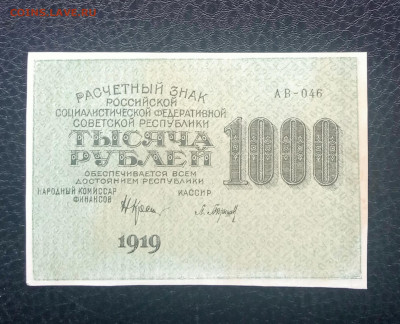 РАСЧЕТНЫЙ ЗНАК
РОССИЙСКОЙ
СОЦИАЛИСТИЧЕСКОЙ ФЕДЕРАТИВНОЙ
СОВЕТСКОЙ РЕСПУБЛИКИ
АВ-046
ТЫСЯЧА
РУБЛЕЙ
1000
ОБЕСПЕЧИВАЕТСЯ ВСЕМ
ДОСТОЯНИЕМ РЕСПУБЛИКИ
НАРОДНЫЙ КОМИССАР
ФИНАНСОВ
КАССИР
1919